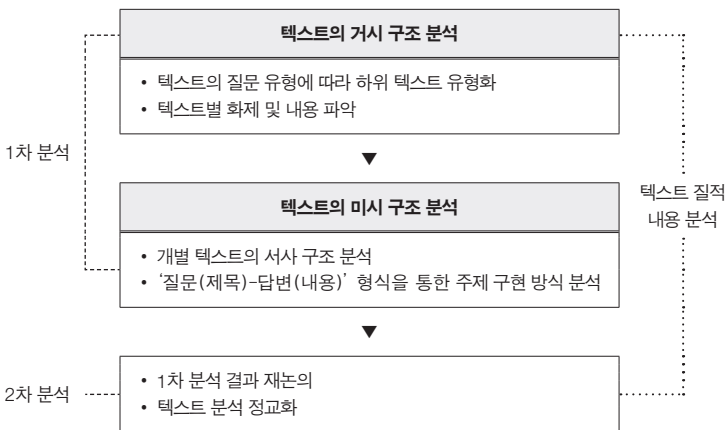 텍스트의 거시 구조 분석
• 텍스트의 질문 유형에 따라 하위 텍스트 유형화
• 텍스트별 화제 및 내용 파악
1차 분석
▼
텍스트 질적
내용 분석
텍스트의 미시 구조 분석
• 개별 텍스트의 서사 구조 분석
• ‘질문(제목)-답변(내용)’ 형식을 통한 주제 구현 방식 분석
▼
2차 분석
• 1차 분석 결과 재논의
• 텍스트 분석 정교화